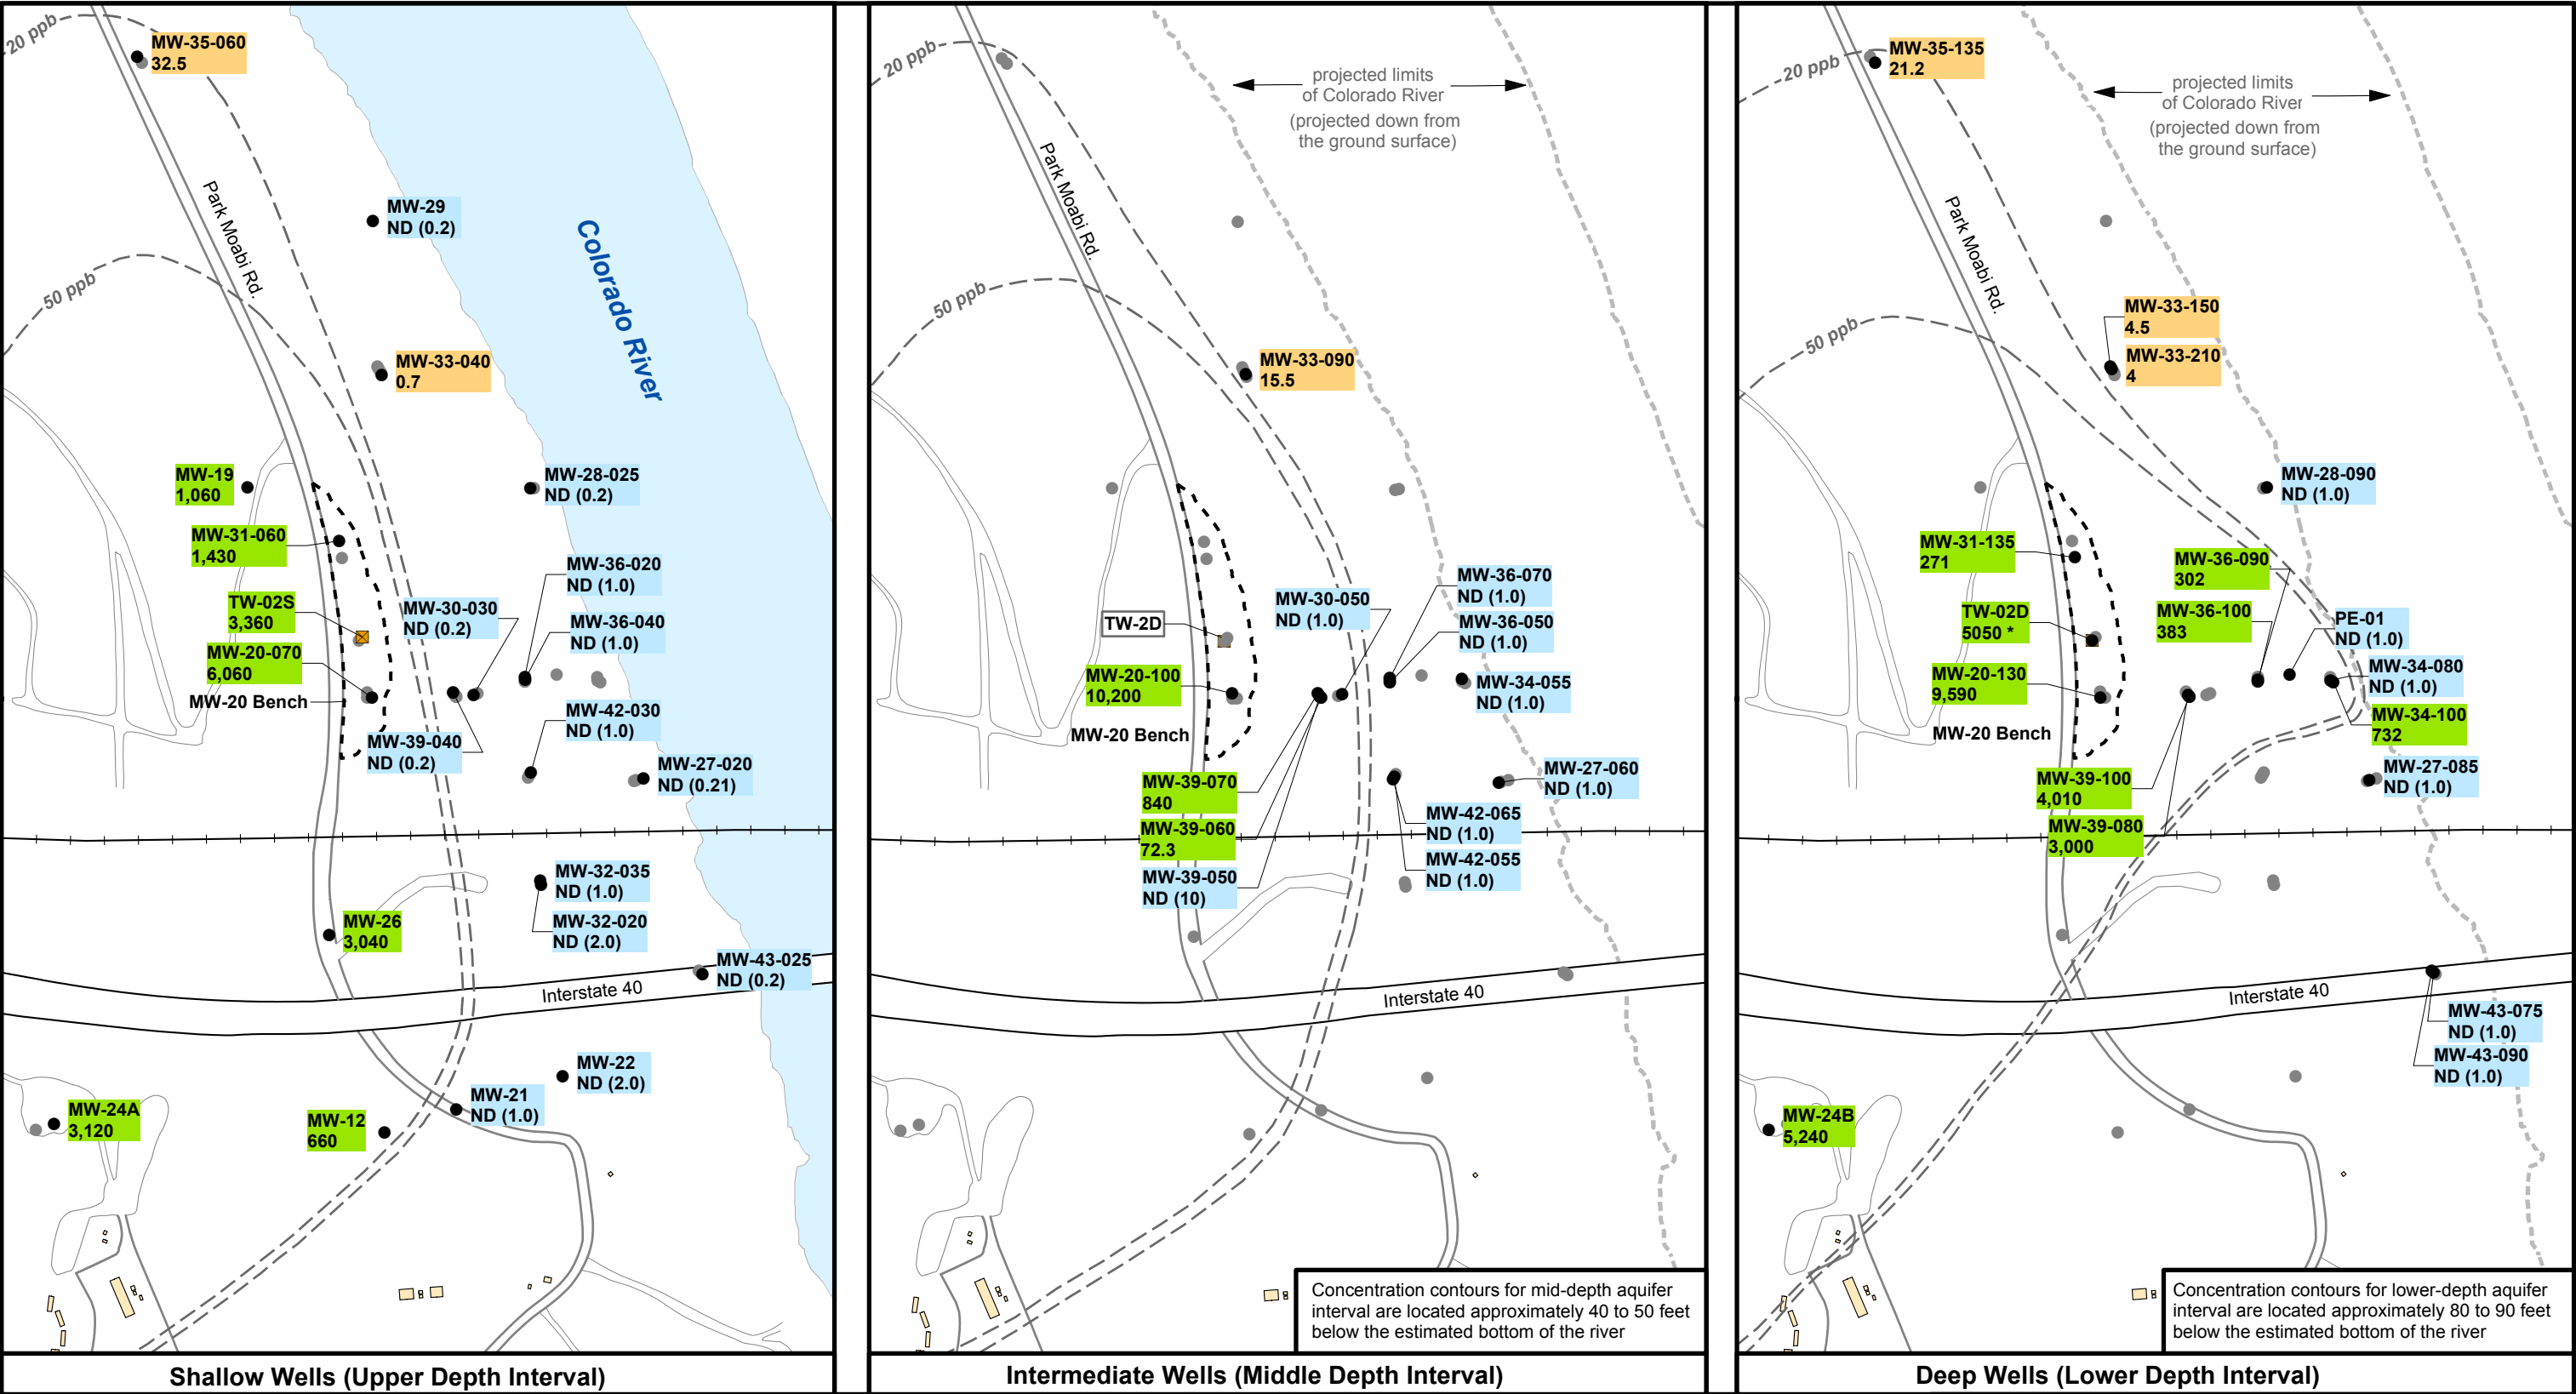 20 ppb
MW-35-060
32.5
Park Moabi Rd.
MW-29
ND (0.2)
Colorado River
50 ppb
MW-33-040
0.7
MW-19
1,060
MW-28-025
ND (0.2)
MW-31-060
1,430
MW-36-020
ND (1.0)
TW-02S
3,360
MW-30-030
ND (0.2)
MW-36-040
ND (1.0)
MW-20-070
6,060
MW-20 Bench
MW-42-030
ND (1.0)
MW-39-040
ND (0.2)
MW-27-020
ND (0.21)
MW-32-035
ND (1.0)
MW-26
3,040
MW-32-020
ND (2.0)
MW-43-025
ND (0.2)
Interstate 40
MW-22
ND (2.0)
MW-21
ND (1.0)
MW-24A
3,120
MW-12
660
Shallow Wells (Upper Depth Interval)
20 ppb
projected limits
of Colorado River
(projected down from
the ground surface)
Park Moabi Rd.
50 ppb
MW-33-090
15.5
MW-36-070
ND (1.0)
MW-30-050
ND (1.0)
TW-2D
MW-36-050
ND (1.0)
MW-20-100
10,200
MW-34-055
ND (1.0)
MW-20 Bench
MW-39-070
840
MW-27-060
ND (1.0)
MW-42-065
ND (1.0)
MW-39-060
72.3
MW-42-055
ND (1.0)
MW-39-050
ND (10)
Interstate 40
Concentration contours for mid-depth aquifer
interval are located approximately 40 to 50 feet
below the estimated bottom of the river
Intermediate Wells (Middle Depth Interval)
MW-35-135
21.2
20 ppb
projected limits
of Colorado River
(projected down from
the ground surface)
Park Moabi Rd.
MW-33-150
4.5
50 ppb
MW-33-210
4
MW-28-090
ND (1.0)
MW-31-135
271
MW-36-090
302
TW-02D
5050 *
MW-36-100
383
PE-01
ND (1.0)
MW-20-130
9,590
MW-34-080
ND (1.0)
MW-34-100
732
MW-20 Bench
MW-39-100
4,010
MW-27-085
ND (1.0)
MW-39-080
3,000
Interstate 40
MW-43-075
ND (1.0)
MW-43-090
ND (1.0)
MW-24B
5,240
Concentration contours for lower-depth aquifer
interval are located approximately 80 to 90 feet
below the estimated bottom of the river
Deep Wells (Lower Depth Interval)